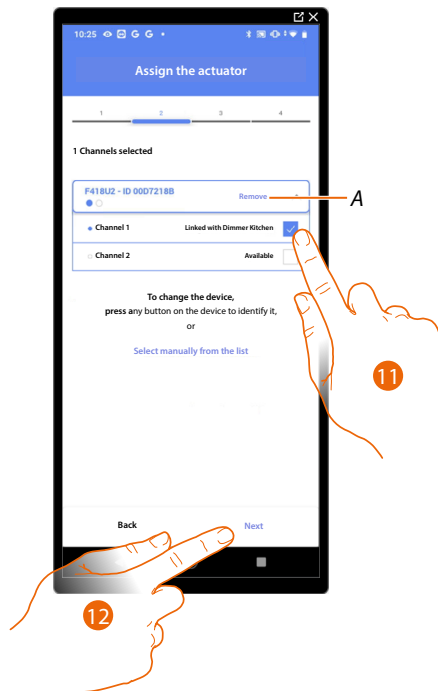 10:25 G G
Assign the actuator
1 2 3 4
1 Channels selected
F418U2 - ID 00D7218B
Remove
A
Channel 1 Linked with Dimmer Kitchen
Channel 2 Available
To change the device,
press any button on the device to identify it,
or
Select manually from the list
11
Back Next
12